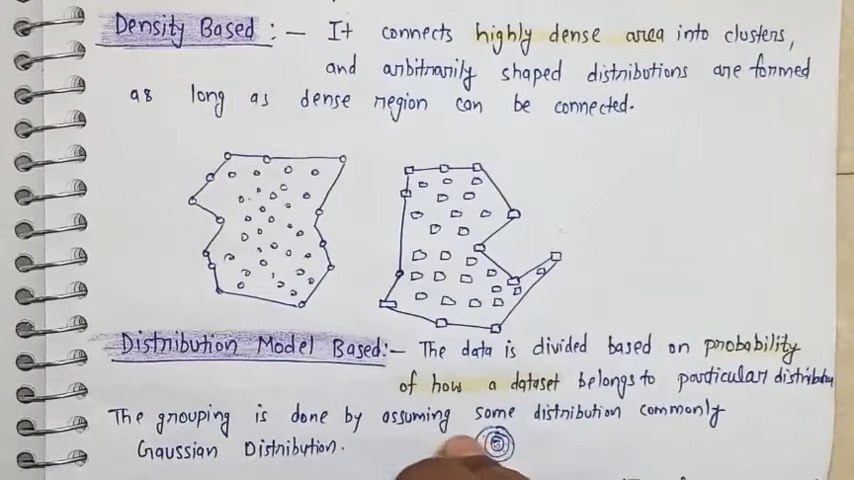 Density Based :- It connects highly dense area into clusters,
and arbitrarily shaped distributions are formed
as long as dense region can be connected.
Distribution Model Based:- The data is divided based on probability
of how a dataset belongs to particular distribution
The grouping is done by assuming some distribution commonly
Gaussian Distribution.